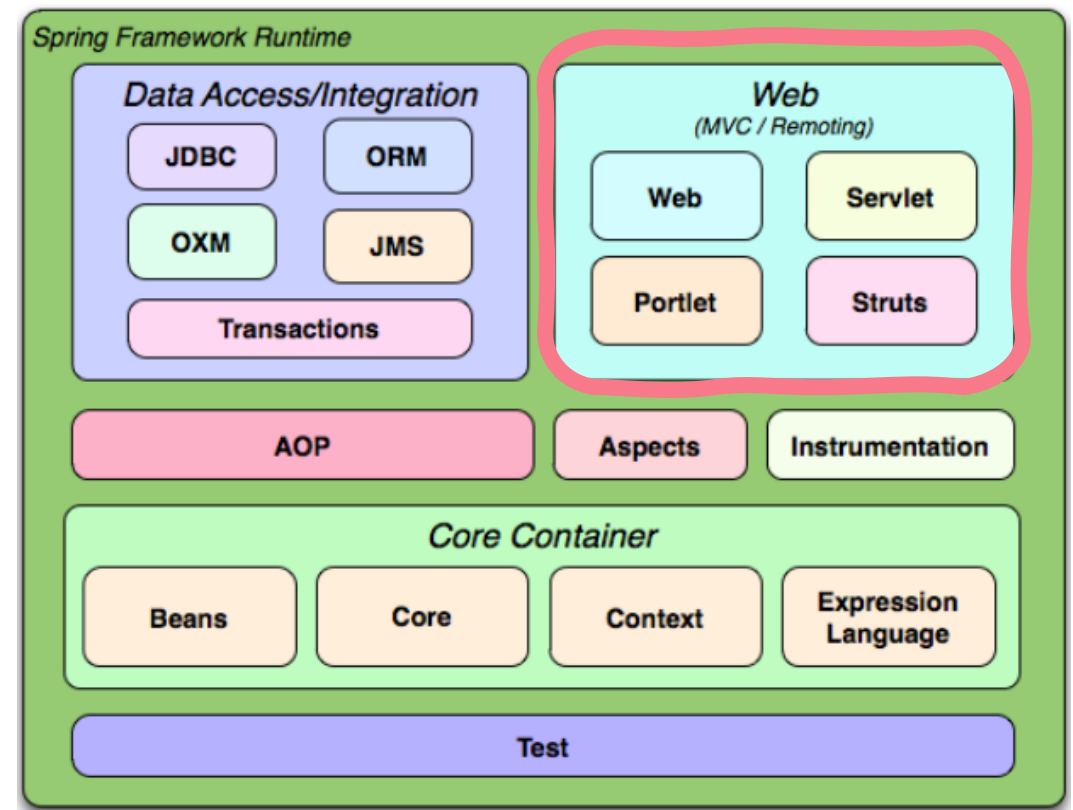 Spring Framework Runtime
Data Access/Integration
JDBC
ORM
OXM
JMS
Transactions
Web
(MVC / Remoting)
Web
Servlet
Portlet
Struts
AOP
Aspects
Instrumentation
Core Container
Beans
Core
Context
Expression
Language
Test